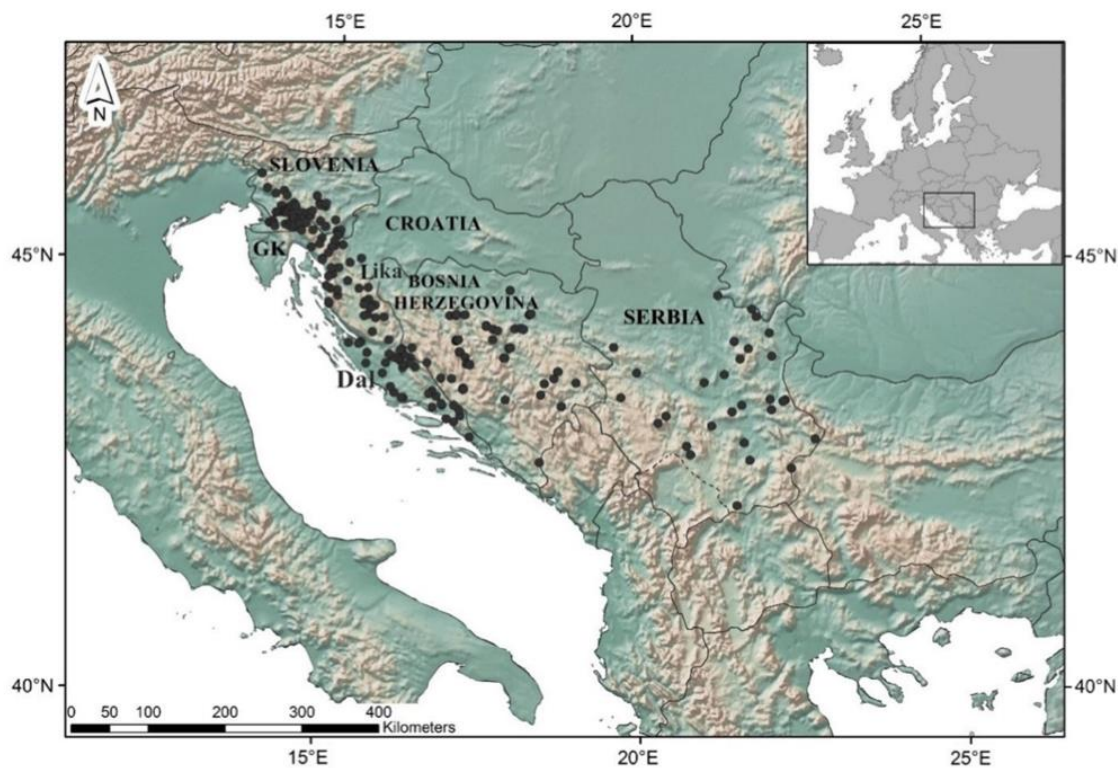 15°E 20°E 25°E
N
SLOVENIA
CROATIA
45°N GK 45°N
Lika
BOSNIA
HERZEGOVINA
SERBIA
Dal
40°N 40°N
0 50 100 200 300 400
Kilometers
15°E 20°E 25°E